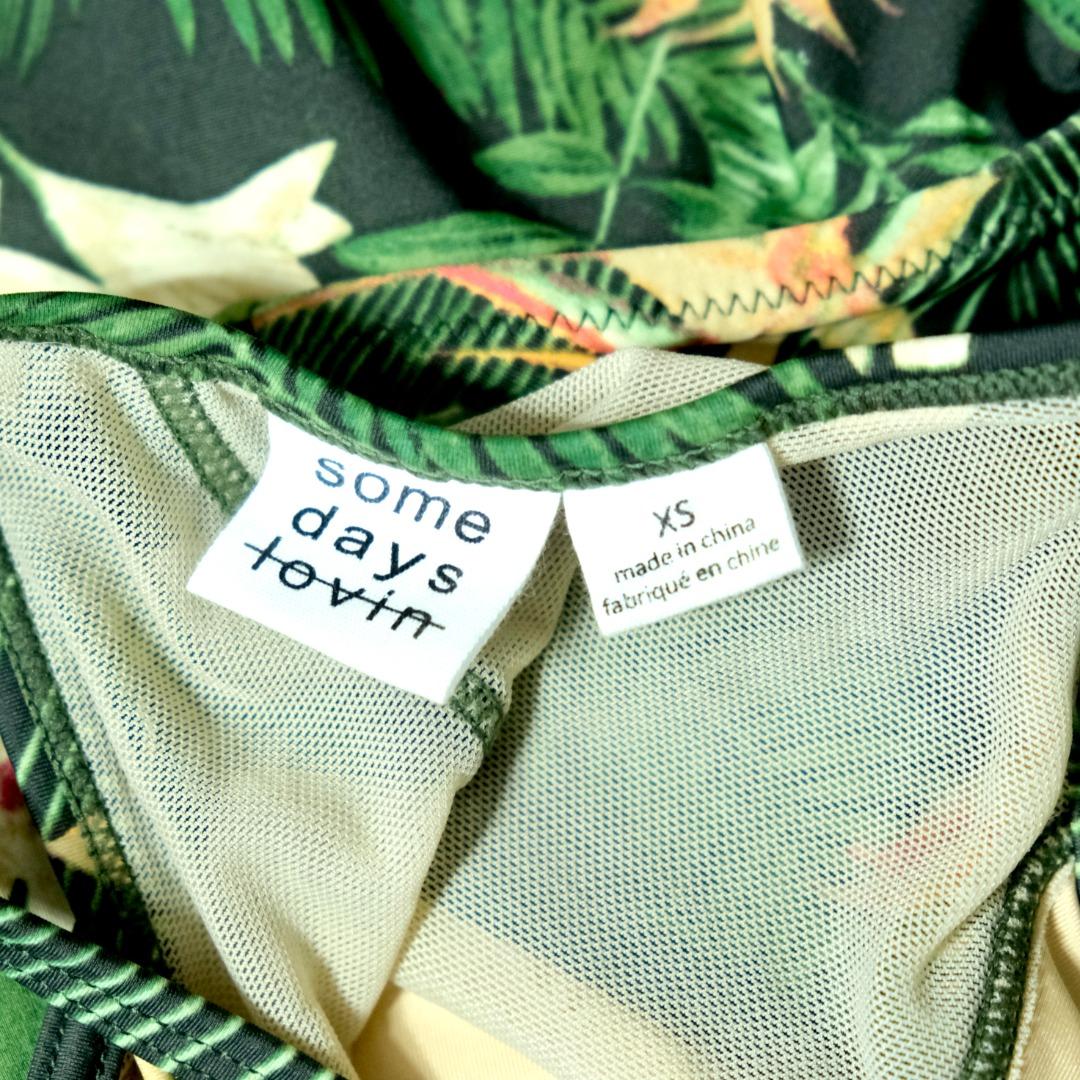 some
days
lovin
XS
made in china
fabriqué en chine